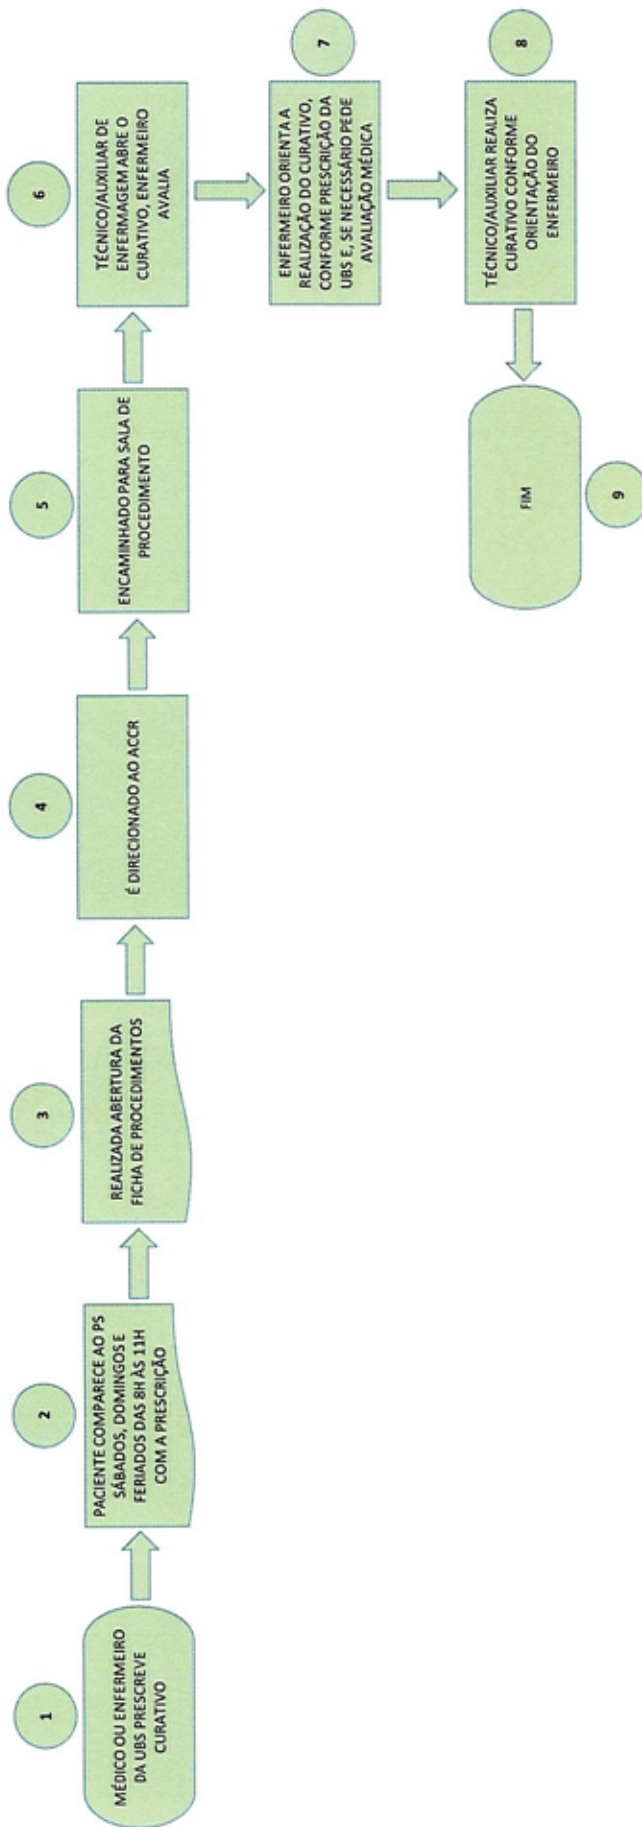 1
MÉDICO OU ENFERMEIRO
DA UBS PRESCREVE
CURATIVO
2
PACIENTE COMPARECE AO PS
SÁBADOS, DOMINGOS E
FERIADOS DAS 8H ÀS 11H
COM A PRESCRIÇÃO
3
REALIZADA ABERTURA DA
FICHA DE PROCEDIMENTOS
4
É DIRECIONADO AO ACCR
5
ENCAMINHADO PARA SALA DE
PROCEDIMENTO
6
TÉCNICO/AUXILIAR DE
ENFERMAGEM ABRE O
CURATIVO, ENFERMEIRO
AVALIA
7
ENFERMEIRO ORIENTA A
REALIZAÇÃO DO CURATIVO,
CONFORME PRESCRIÇÃO DA
UBS E, SE NECESSÁRIO PEDE
AVALIAÇÃO MÉDICA
8
TÉCNICO/AUXILIAR REALIZA
CURATIVO CONFORME
ORIENTAÇÃO DO
ENFERMEIRO
FIM
9